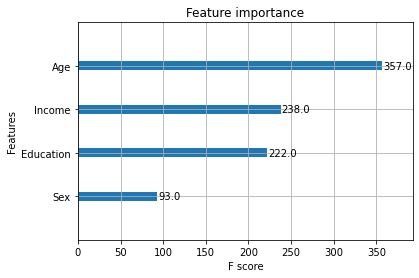 Feature importance
Features
Age
357.0
Income
238.0
Education
222.0
Sex
93.0
0 50 100 150 200 250 300 350
F score